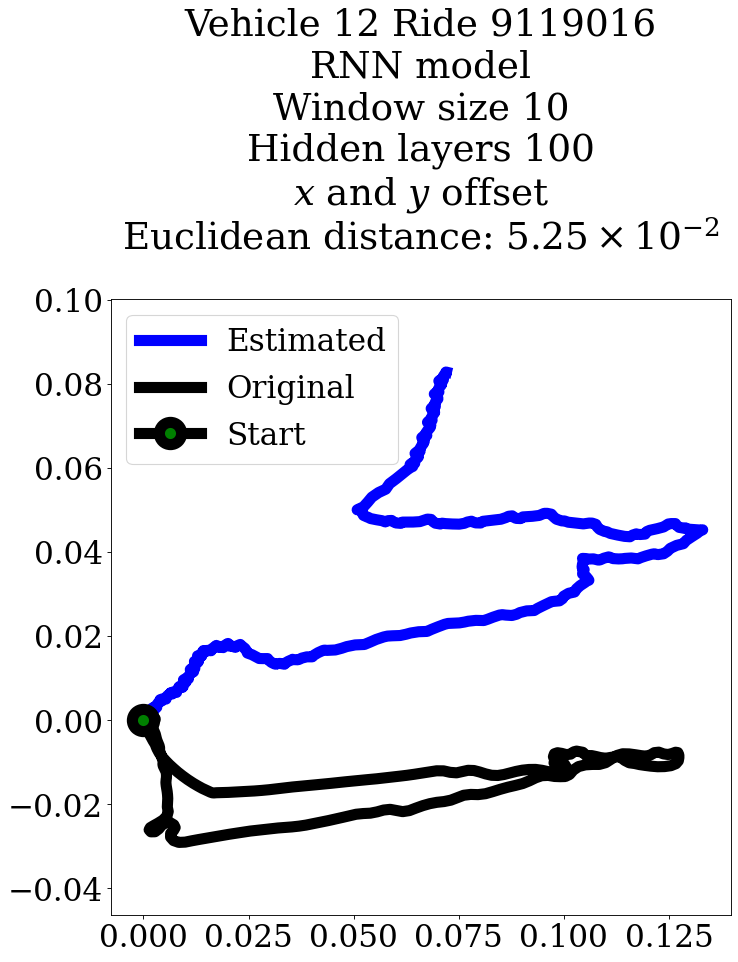 Vehicle 12 Ride 9119016
RNN model
Window size 10
Hidden layers 100
x and y offset
Euclidean distance: 5.25 × 10⁻²
0.10
Estimated
0.08
Original
Start
0.06
0.04
0.02
0.00
−0.02
−0.04
0.000 0.025 0.050 0.075 0.100 0.125